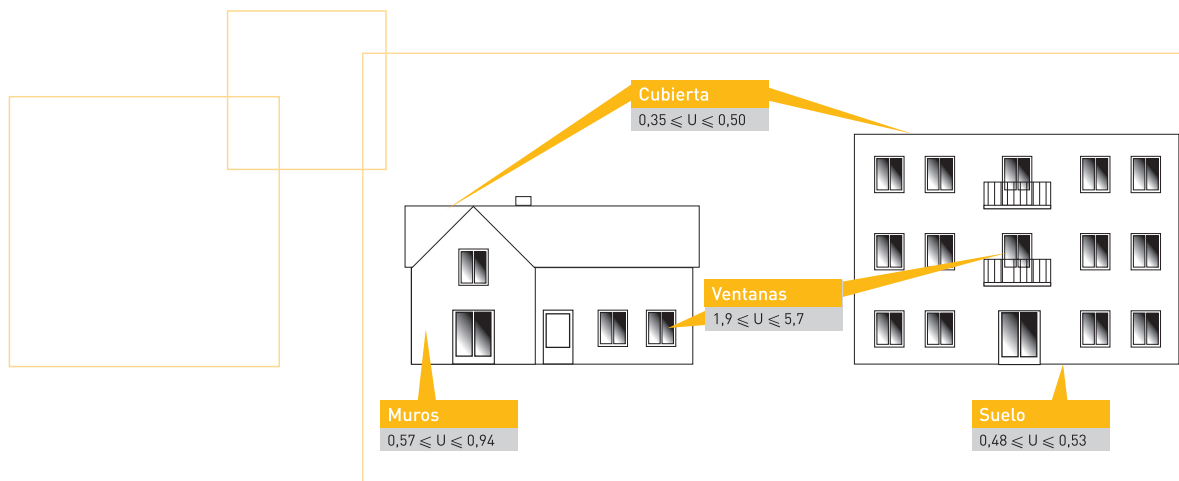 Cubierta
0,35 ⩽ U ⩽ 0,50
Ventanas
1,9 ⩽ U ⩽ 5,7
Muros
0,57 ⩽ U ⩽ 0,94
Suelo
0,48 ⩽ U ⩽ 0,53